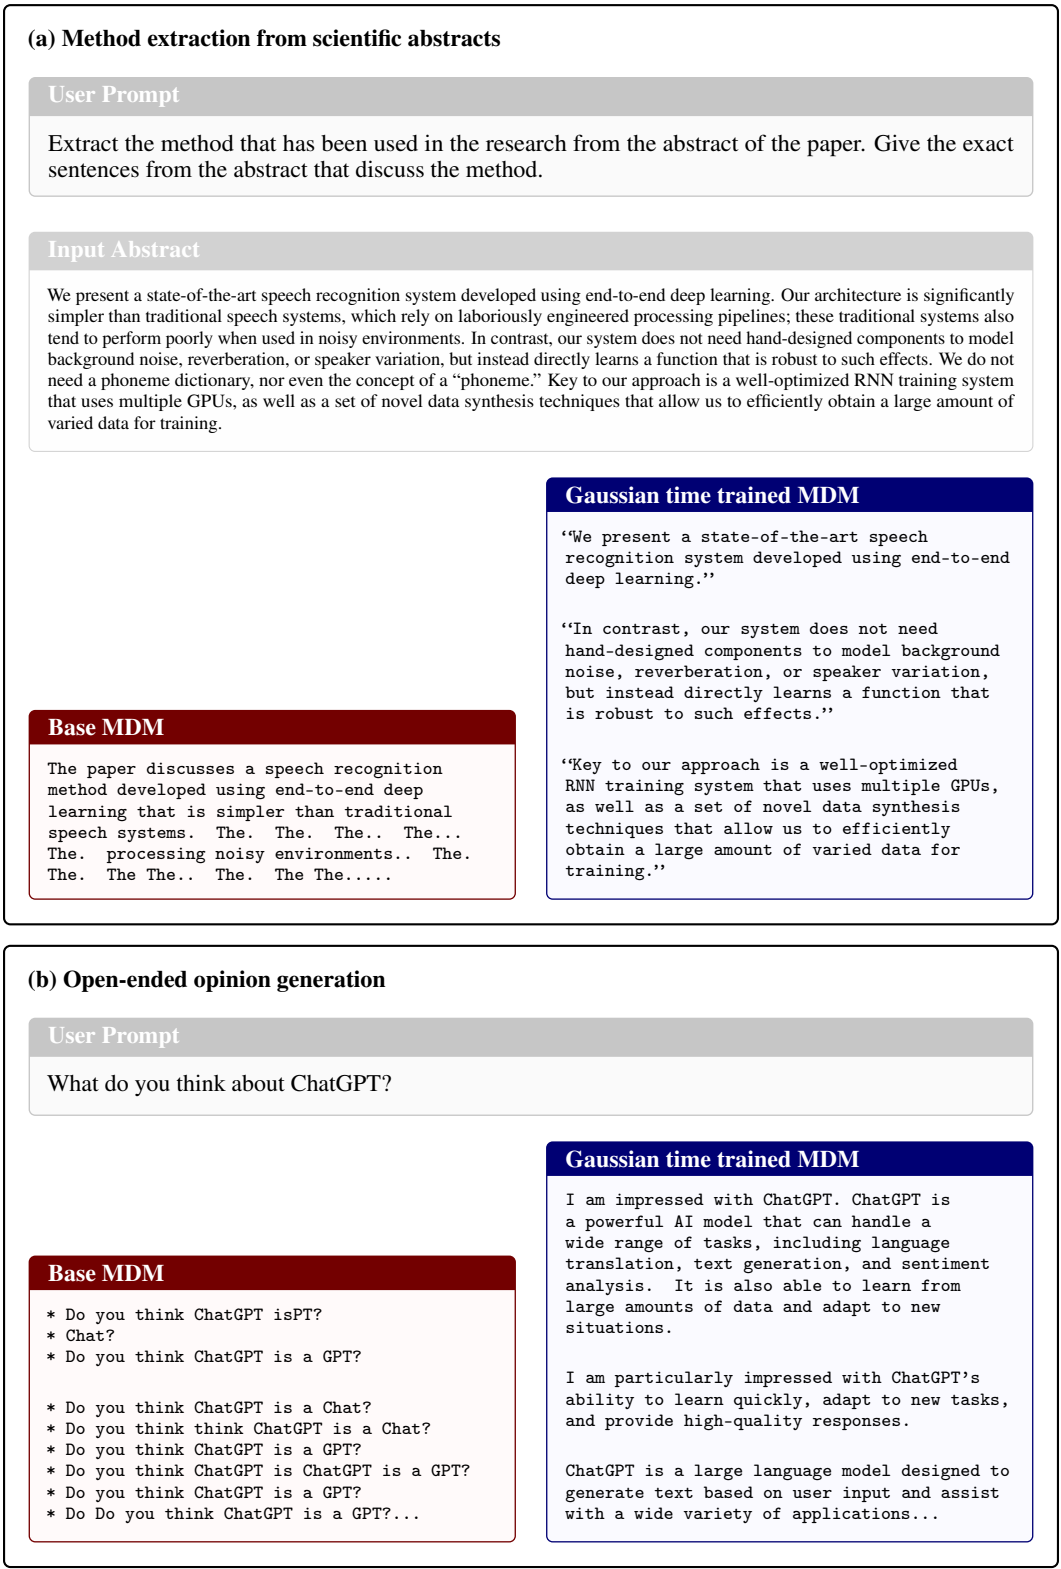 (a) Method extraction from scientific abstracts
User Prompt
Extract the method that has been used in the research from the abstract of the paper. Give the exact
sentences from the abstract that discuss the method.
Input Abstract
We present a state-of-the-art speech recognition system developed using end-to-end deep learning. Our architecture is significantly
simpler than traditional speech systems, which rely on laboriously engineered processing pipelines; these traditional systems also
tend to perform poorly when used in noisy environments. In contrast, our system does not need hand-designed components to model
background noise, reverberation, or speaker variation, but instead directly learns a function that is robust to such effects. We do not
need a phoneme dictionary, nor even the concept of a “phoneme.” Key to our approach is a well-optimized RNN training system
that uses multiple GPUs, as well as a set of novel data synthesis techniques that allow us to efficiently obtain a large amount of
varied data for training.
Base MDM
The paper discusses a speech recognition
method developed using end-to-end deep
learning that is simpler than traditional
speech systems. The. The. The.. The...
The. processing noisy environments.. The.
The. The The.. The. The The.....
Gaussian time trained MDM
“We present a state-of-the-art speech
recognition system developed using end-to-end
deep learning.”
“In contrast, our system does not need
hand-designed components to model background
noise, reverberation, or speaker variation,
but instead directly learns a function that
is robust to such effects.”
“Key to our approach is a well-optimized
RNN training system that uses multiple GPUs,
as well as a set of novel data synthesis
techniques that allow us to efficiently
obtain a large amount of varied data for
training.”
(b) Open-ended opinion generation
User Prompt
What do you think about ChatGPT?
Base MDM
* Do you think ChatGPT isPT?
* Chat?
* Do you think ChatGPT is a GPT?
* Do you think ChatGPT is a Chat?
* Do you think think ChatGPT is a Chat?
* Do you think ChatGPT is a GPT?
* Do you think ChatGPT is ChatGPT is a GPT?
* Do you think ChatGPT is a GPT?
* Do Do you think ChatGPT is a GPT?...
Gaussian time trained MDM
I am impressed with ChatGPT. ChatGPT is
a powerful AI model that can handle a
wide range of tasks, including language
translation, text generation, and sentiment
analysis. It is also able to learn from
large amounts of data and adapt to new
situations.
I am particularly impressed with ChatGPT’s
ability to learn quickly, adapt to new tasks,
and provide high-quality responses.
ChatGPT is a large language model designed to
generate text based on user input and assist
with a wide variety of applications...